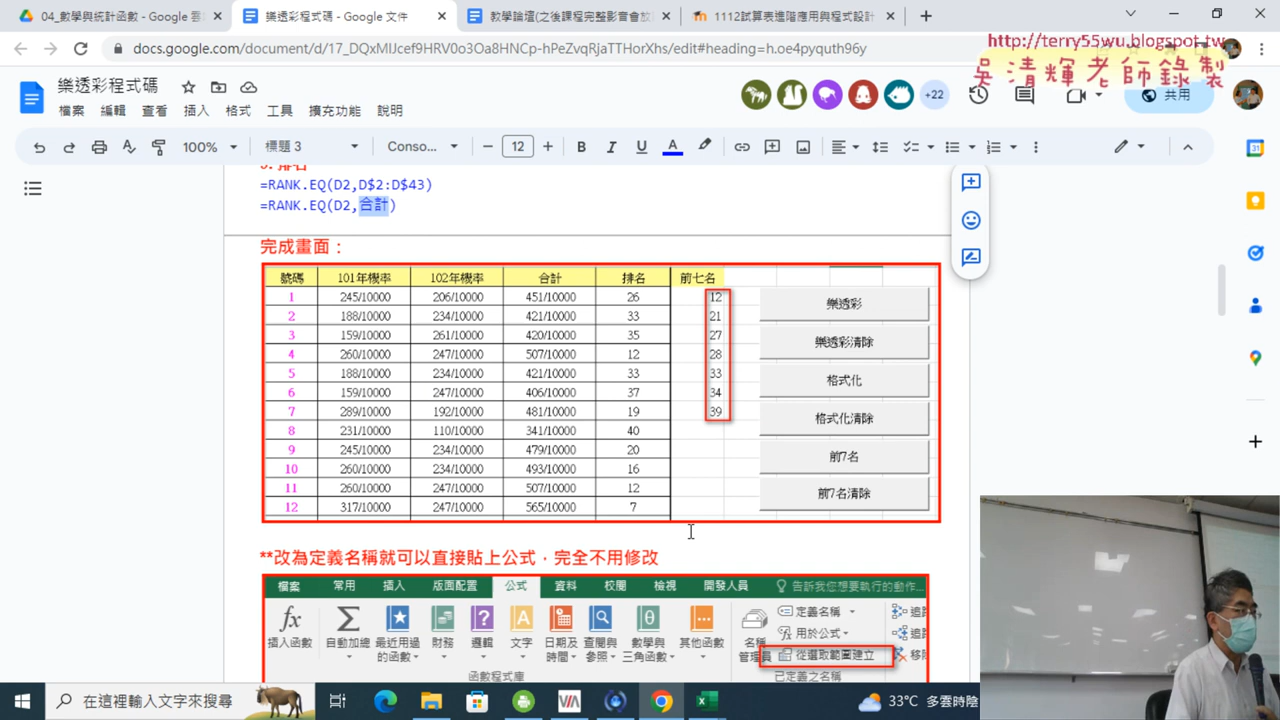 04_數學與統計函數 - Google 雲
樂透彩程式碼 - Google 文件
教學論壇(之後課程完整影音會放
1112試算表進階應用與程式設計
docs.google.com/document/d/17_DQxMIJcef9HRV0o3Oa8HNCp-hPeZvqRjaTTHorXhs/edit#heading=h.oe4pyquth96y
http://terry55wu.blogspot.tw
吳清輝老師錄製
樂透彩程式碼
檔案 編輯 查看 插入 格式 工具 擴充功能 說明
+22
共用
100% 標題 3 Conso... 12
3. 排名
=RANK.EQ(D2,D$2:D$43)
=RANK.EQ(D2,合計)
完成畫面：
號碼 101年機率 102年機率 合計 排名 前七名
1 245/10000 206/10000 451/10000 26 12
2 188/10000 234/10000 421/10000 33 21
3 159/10000 261/10000 420/10000 35 27
4 260/10000 247/10000 507/10000 12 28
5 188/10000 234/10000 421/10000 33 33
6 159/10000 247/10000 406/10000 37 34
7 289/10000 192/10000 481/10000 19 39
8 231/10000 110/10000 341/10000 40
9 245/10000 234/10000 479/10000 20
10 260/10000 234/10000 493/10000 16
11 260/10000 247/10000 507/10000 12
12 317/10000 247/10000 565/10000 7
樂透彩
樂透彩清除
格式化
格式化清除
前7名
前7名清除
**改為定義名稱就可以直接貼上公式，完全不用修改
檔案 常用 插入 版面配置 公式 資料 校閱 檢視 開發人員 告訴我您想要執行的動作...
插入函數
自動加總
最近用過的函數
財務
邏輯
文字
日期及時間
查閱與參照
數學與三角函數
其他函數
名稱管理員
定義名稱
用於公式
從選取範圍建立
追蹤
追蹤
移除
函數程式庫
已定義之名稱
在這裡輸入文字來搜尋
33°C 多雲時陰